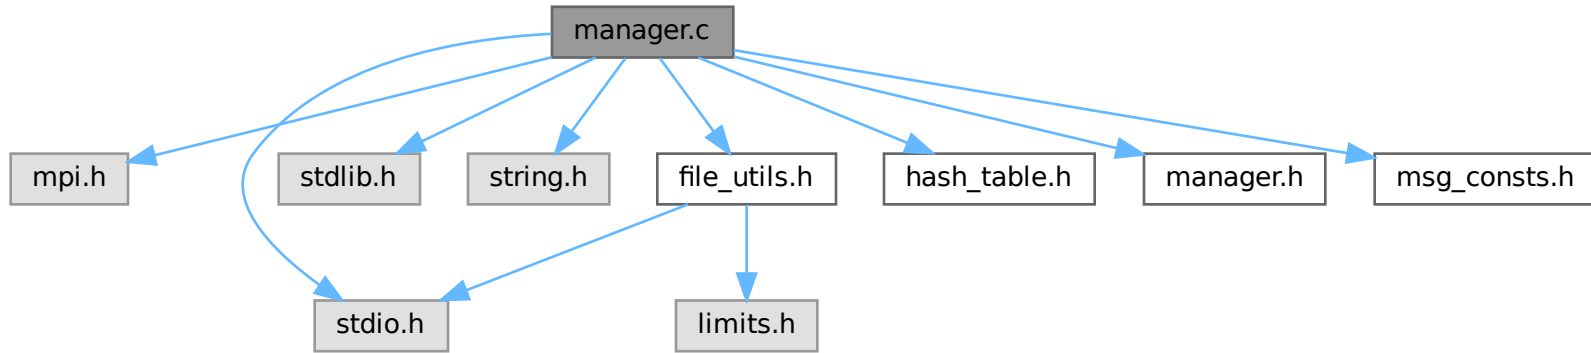 manager.c
mpi.h
stdlib.h
string.h
file_utils.h
hash_table.h
manager.h
msg_consts.h
stdio.h
limits.h